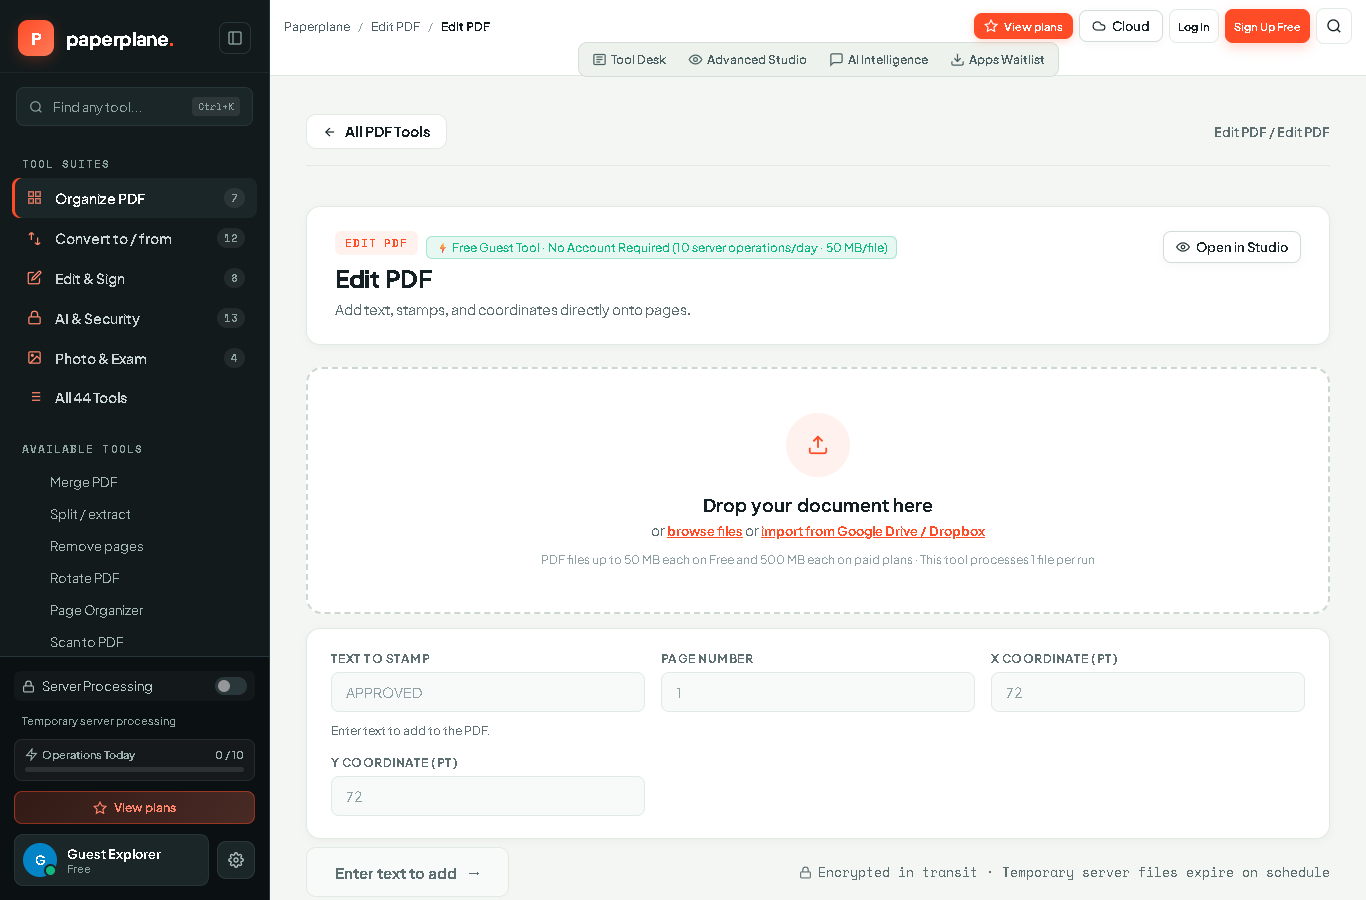 P paperplane.
Find any tool... Ctrl+K
TOOL SUITES
Organize PDF 7
Convert to / from 12
Edit & Sign 8
AI & Security 13
Photo & Exam 4
All 44 Tools
AVAILABLE TOOLS
Merge PDF
Split / extract
Remove pages
Rotate PDF
Page Organizer
Scan to PDF
Server Processing
Temporary server processing
Operations Today 0 / 10
View plans
G Guest Explorer
Free
Paperplane / Edit PDF / Edit PDF
View plans Cloud Log In Sign Up Free
Tool Desk Advanced Studio AI Intelligence Apps Waitlist
← All PDF Tools
Edit PDF / Edit PDF
EDIT PDF Free Guest Tool · No Account Required (10 server operations/day · 50 MB/file)
Open in Studio
Edit PDF
Add text, stamps, and coordinates directly onto pages.
Drop your document here
or browse files or import from Google Drive / Dropbox
PDF files up to 50 MB each on Free and 500 MB each on paid plans · This tool processes 1 file per run
TEXT TO STAMP PAGE NUMBER X COORDINATE (PT)
APPROVED 1 72
Enter text to add to the PDF.
Y COORDINATE (PT)
72
Enter text to add →
Encrypted in transit · Temporary server files expire on schedule